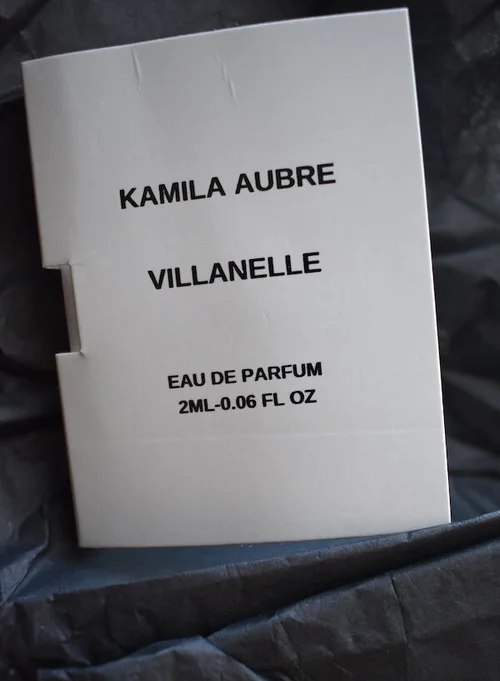 KAMILA AUBRE
VILLANELLE
EAU DE PARFUM
2ML-0.06 FL OZ